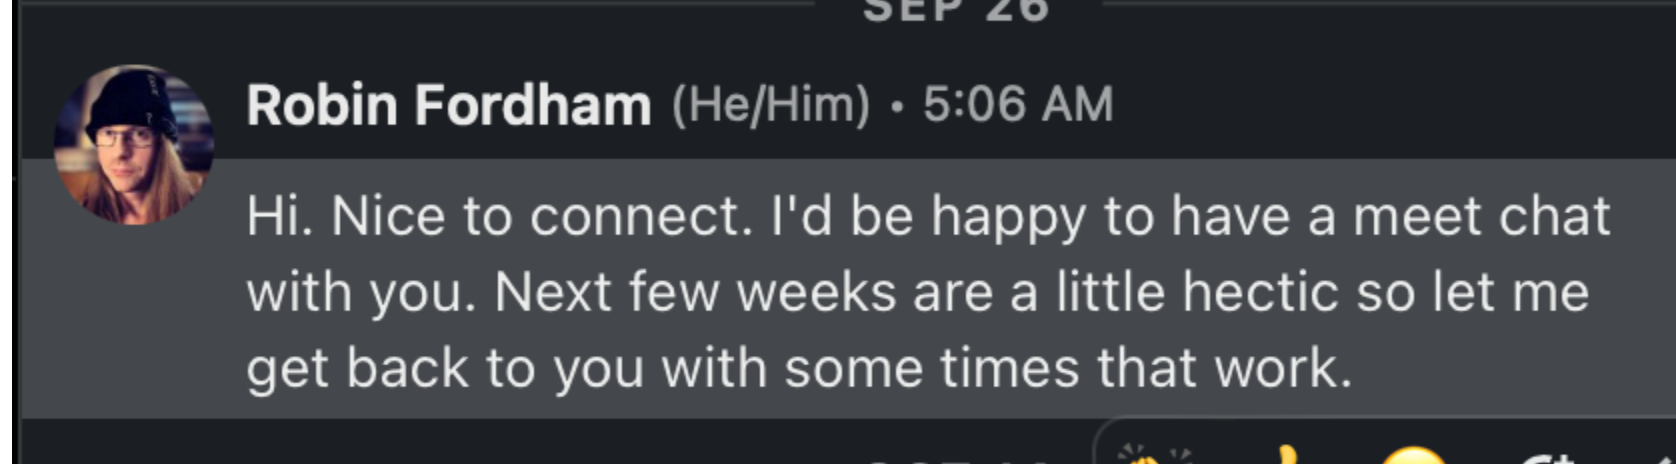 SEP 26
Robin Fordham (He/Him) • 5:06 AM
Hi. Nice to connect. I'd be happy to have a meet chat
with you. Next few weeks are a little hectic so let me
get back to you with some times that work.